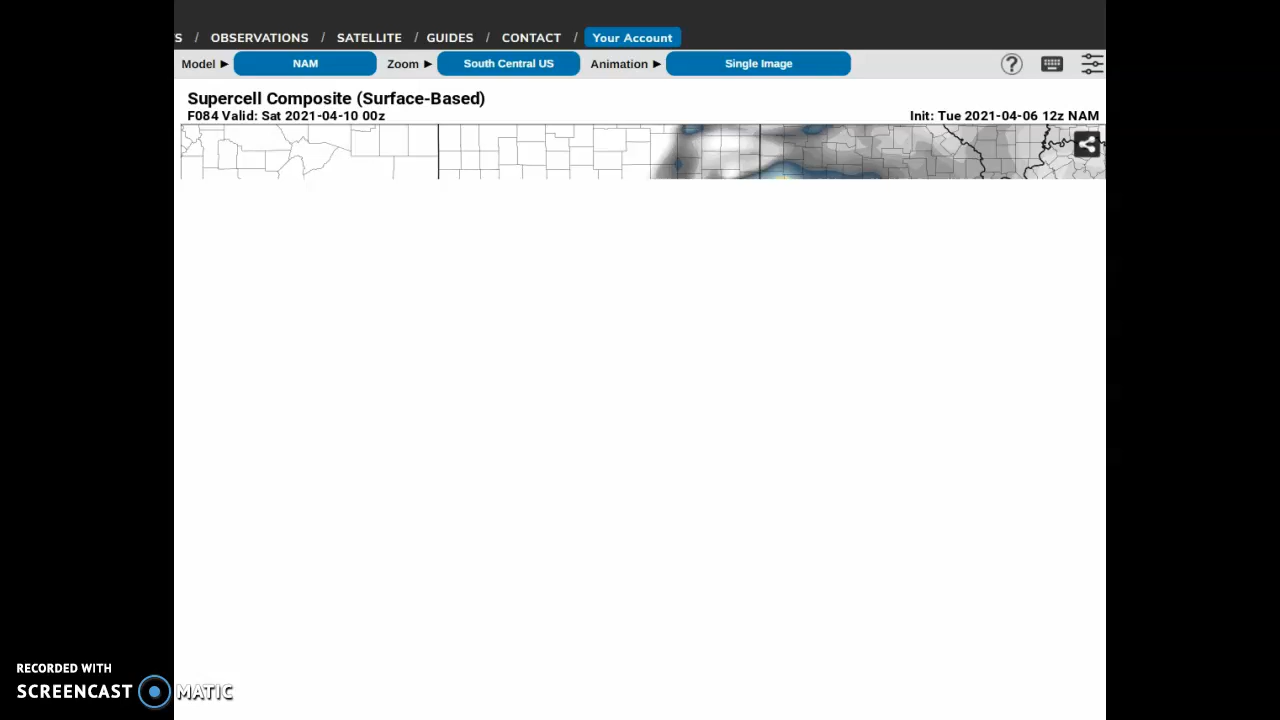 S / OBSERVATIONS / SATELLITE / GUIDES / CONTACT / Your Account
Model ▶ NAM Zoom ▶ South Central US Animation ▶ Single Image ?
Supercell Composite (Surface-Based)
F084 Valid: Sat 2021-04-10 00z Init: Tue 2021-04-06 12z NAM
RECORDED WITH
SCREENCAST MATIC